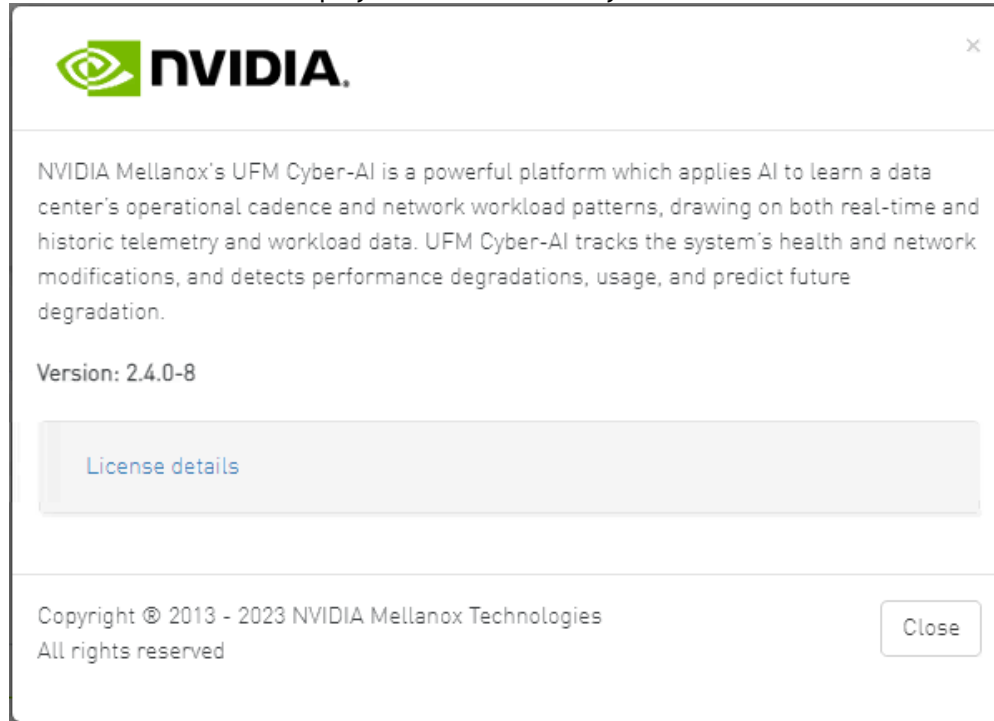 NVIDIA.
×
NVIDIA Mellanox's UFM Cyber-AI is a powerful platform which applies AI to learn a data
center's operational cadence and network workload patterns, drawing on both real-time and
historic telemetry and workload data. UFM Cyber-AI tracks the system's health and network
modifications, and detects performance degradations, usage, and predict future
degradation.
Version: 2.4.0-8
License details
Copyright ® 2013 - 2023 NVIDIA Mellanox Technologies
All rights reserved
Close